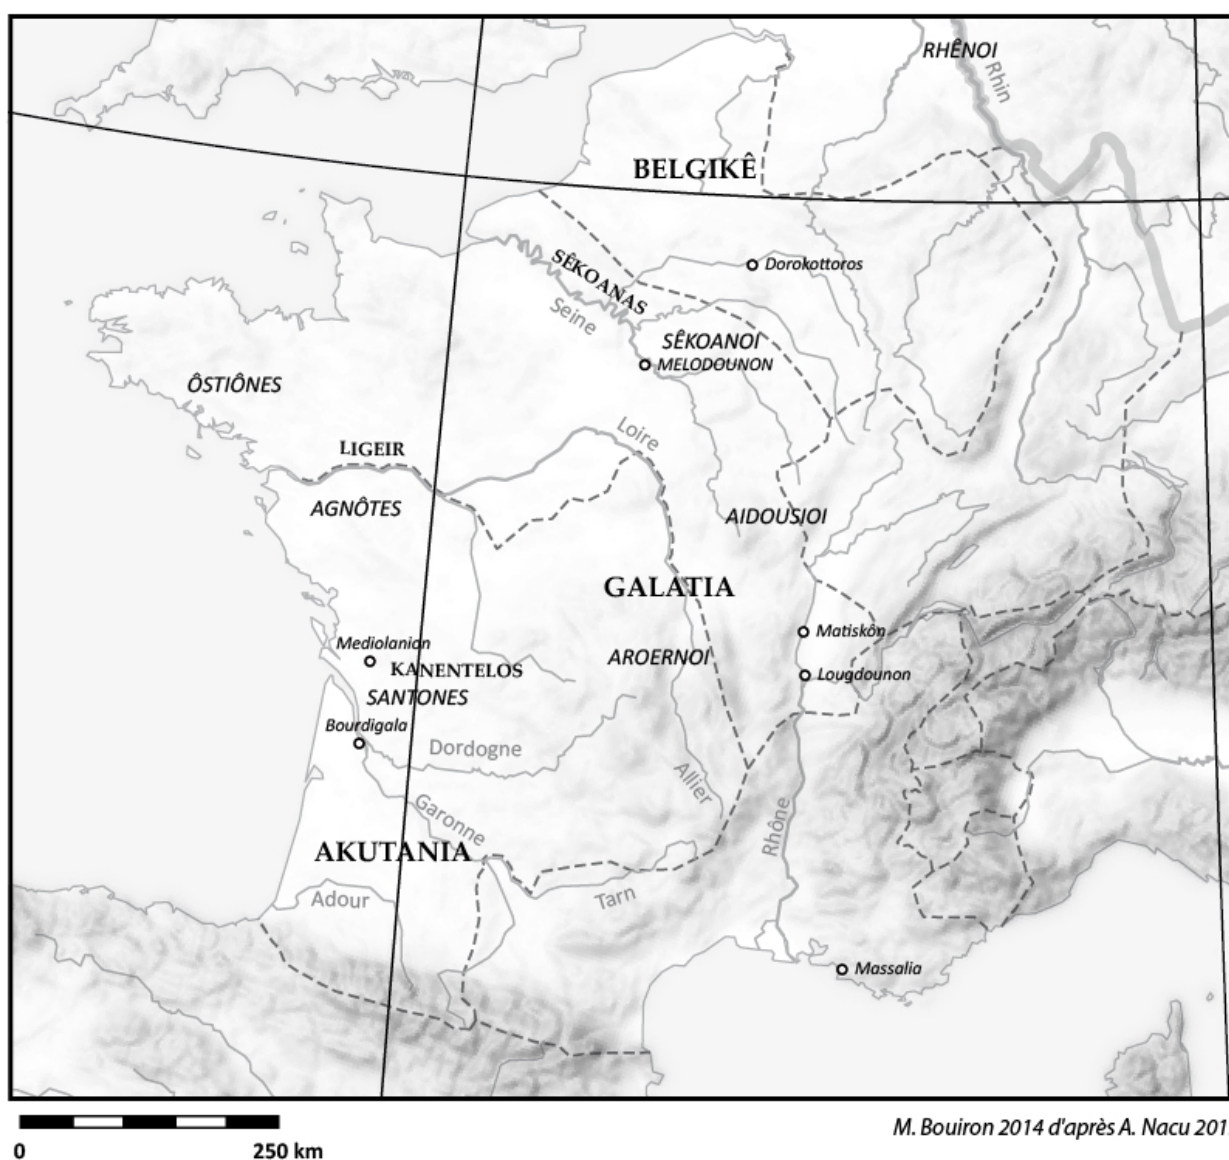 RHÊNOI
Rhin
BELGIKÊ
SÊKOANAS
Dorokottoros
Seine
SÊKOANOI
MELODOUNON
ÔSTIÔNES
Loire
LIGEIR
AGNÔTES
AIDOUSIOI
GALATIA
Matiskôn
Mediolanian
AROERNOI
KANENTELOS
Lougdounon
SANTONES
Bourdigala
Dordogne
Allier
Garonne
Rhône
AKUTANIA
Adour
Tarn
Massalia
0
250 km
M. Bouiron 2014 d'après A. Nacu 201